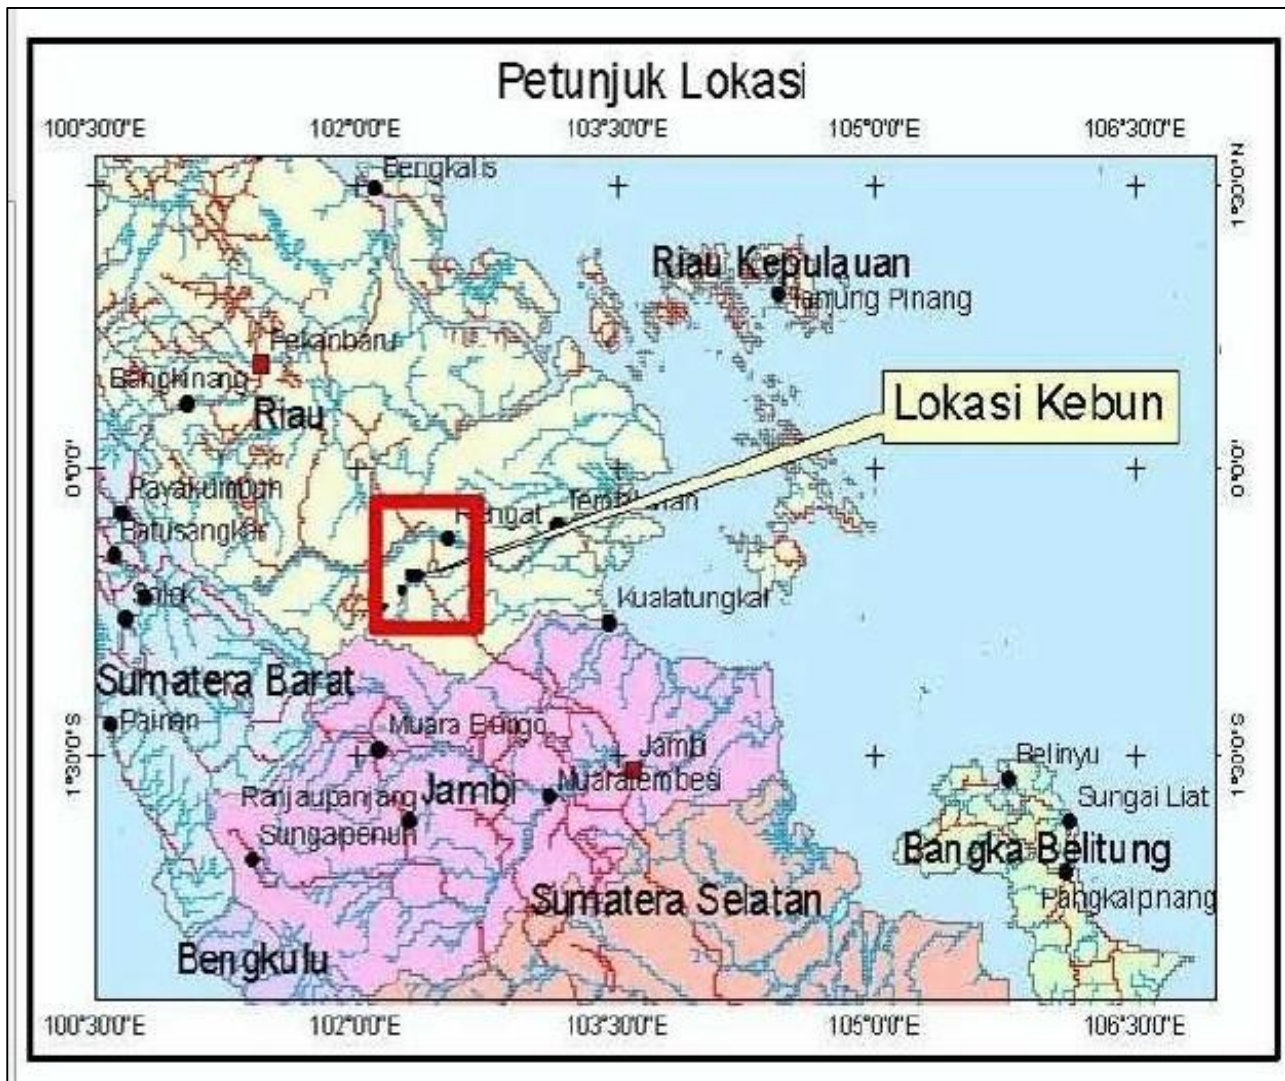 Petunjuk Lokasi
100°30'0"E 102°0'0"E 103°30'0"E 105°0'0"E 106°30'0"E
Bengkalis
1°30'0"N
Riau Kepulauan
Tanjung Pinang
Pekanbaru
Bangkinang
Riau
Lokasi Kebun
0°0'0" 0°0'0"
Payakumbuh
Rengat
Batusangkar
Solok
Kualatungkal
Sumatera Barat
Painan
Muara Bungo
Jambi
Belinyu
1°30'0"S 1°30'0"S
Muaratembesi
Ranjaupanjang
Jambi
Sungai Liat
Sungapenuh
Bangka Belitung
Sumatera Selatan
Pangkalpinang
Bengkulu
100°30'0"E 102°0'0"E 103°30'0"E 105°0'0"E 106°30'0"E